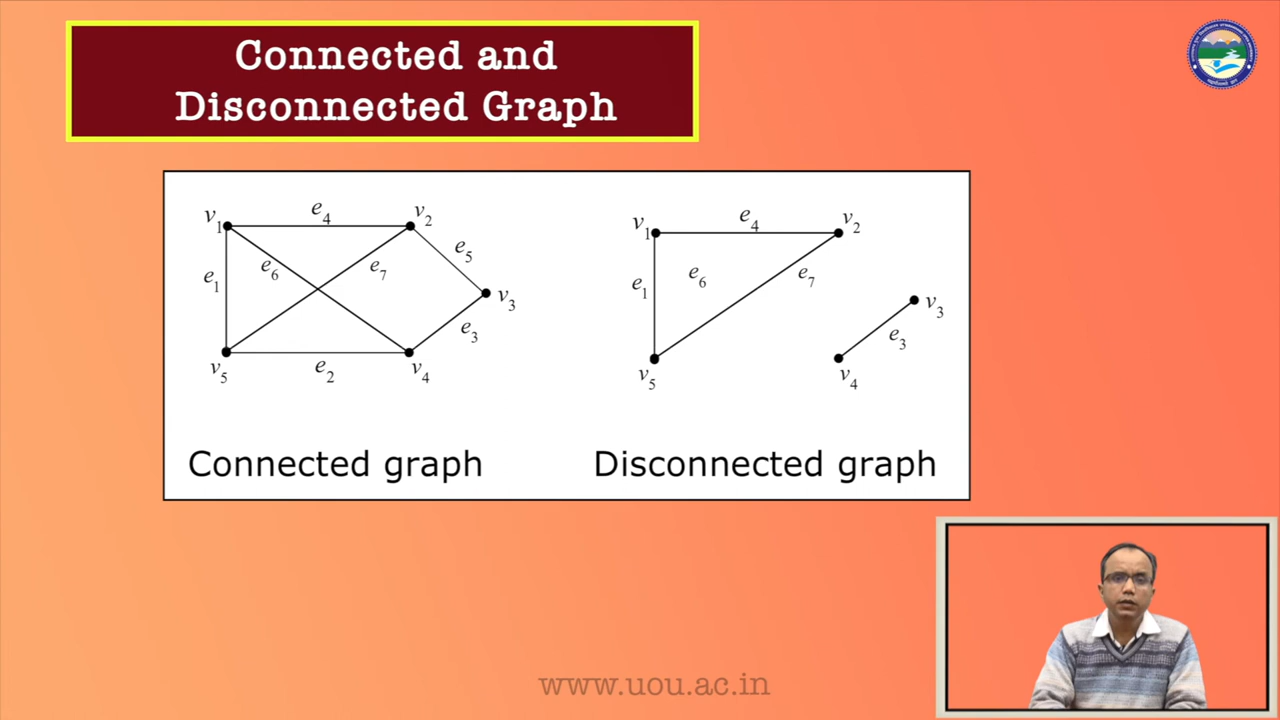 Connected and
Disconnected Graph
v1 e4 v2
e5
e6 e7
e1
v3
e3
v5 e2 v4
Connected graph
v1 e4 v2
e6 e7
e1
v3
e3
v5 v4
Disconnected graph
www.uou.ac.in